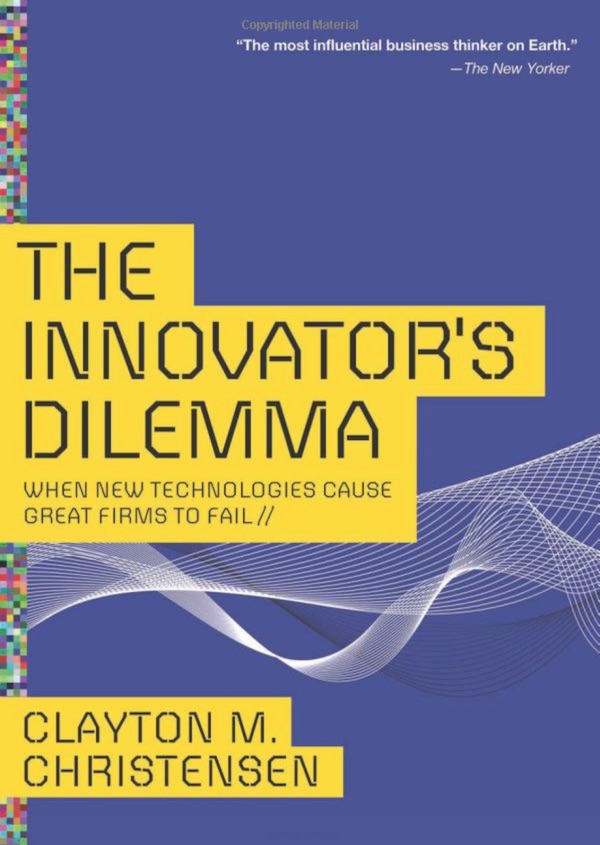 Copyrighted Material
“The most influential business thinker on Earth.”
—The New Yorker
THE
INNOVATOR'S
DILEMMA
WHEN NEW TECHNOLOGIES CAUSE
GREAT FIRMS TO FAIL //
CLAYTON M.
CHRISTENSEN